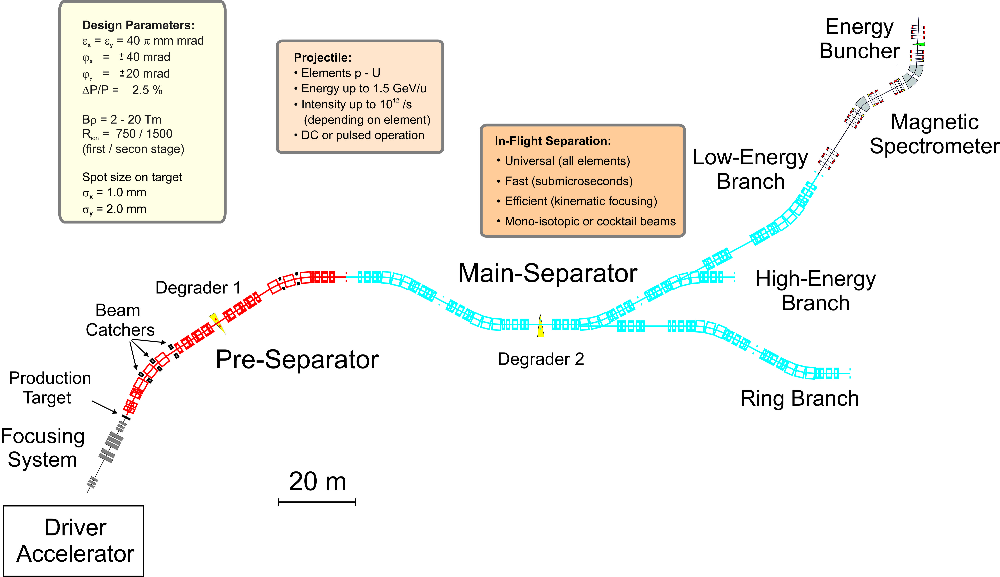 Design Parameters:
εx = εy = 40 π mm mrad
φx = ± 40 mrad
φy = ± 20 mrad
ΔP/P = 2.5 %
Bρ = 2 - 20 Tm
Rion = 750 / 1500
(first / secon stage)
Spot size on target
σx = 1.0 mm
σy = 2.0 mm
Projectile:
• Elements p - U
• Energy up to 1.5 GeV/u
• Intensity up to 10¹² /s
(depending on element)
• DC or pulsed operation
In-Flight Separation:
• Universal (all elements)
• Fast (submicroseconds)
• Efficient (kinematic focusing)
• Mono-isotopic or cocktail beams
Energy
Buncher
Magnetic
Spectrometer
Low-Energy
Branch
Main-Separator
High-Energy
Branch
Degrader 1
Beam
Catchers
Pre-Separator
Degrader 2
Production
Target
Ring Branch
Focusing
System
20 m
Driver
Accelerator